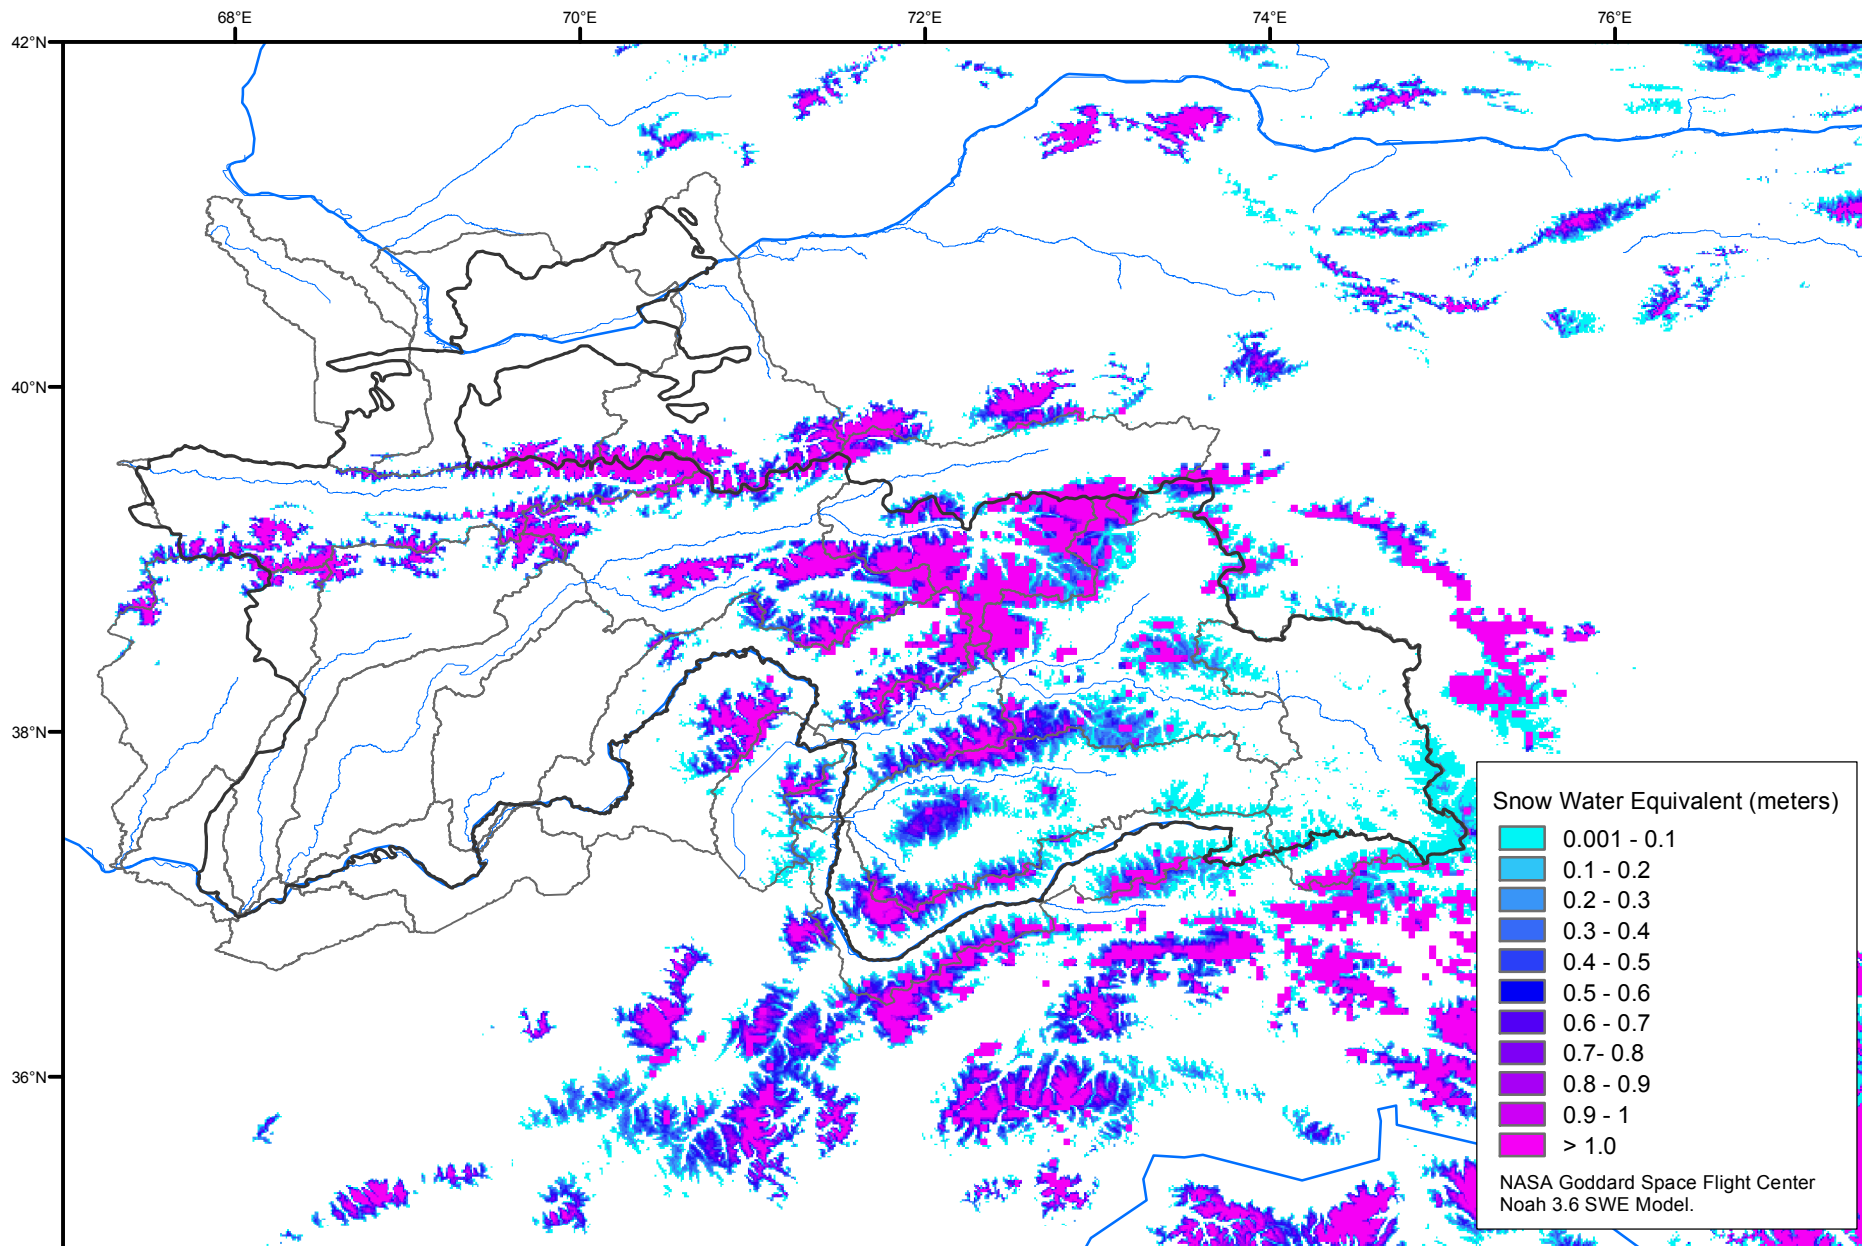 68°E 70°E 72°E 74°E 76°E
42°N
40°N
38°N
36°N
Snow Water Equivalent (meters)
0.001 - 0.1
0.1 - 0.2
0.2 - 0.3
0.3 - 0.4
0.4 - 0.5
0.5 - 0.6
0.6 - 0.7
0.7- 0.8
0.8 - 0.9
0.9 - 1
> 1.0
NASA Goddard Space Flight Center
Noah 3.6 SWE Model.